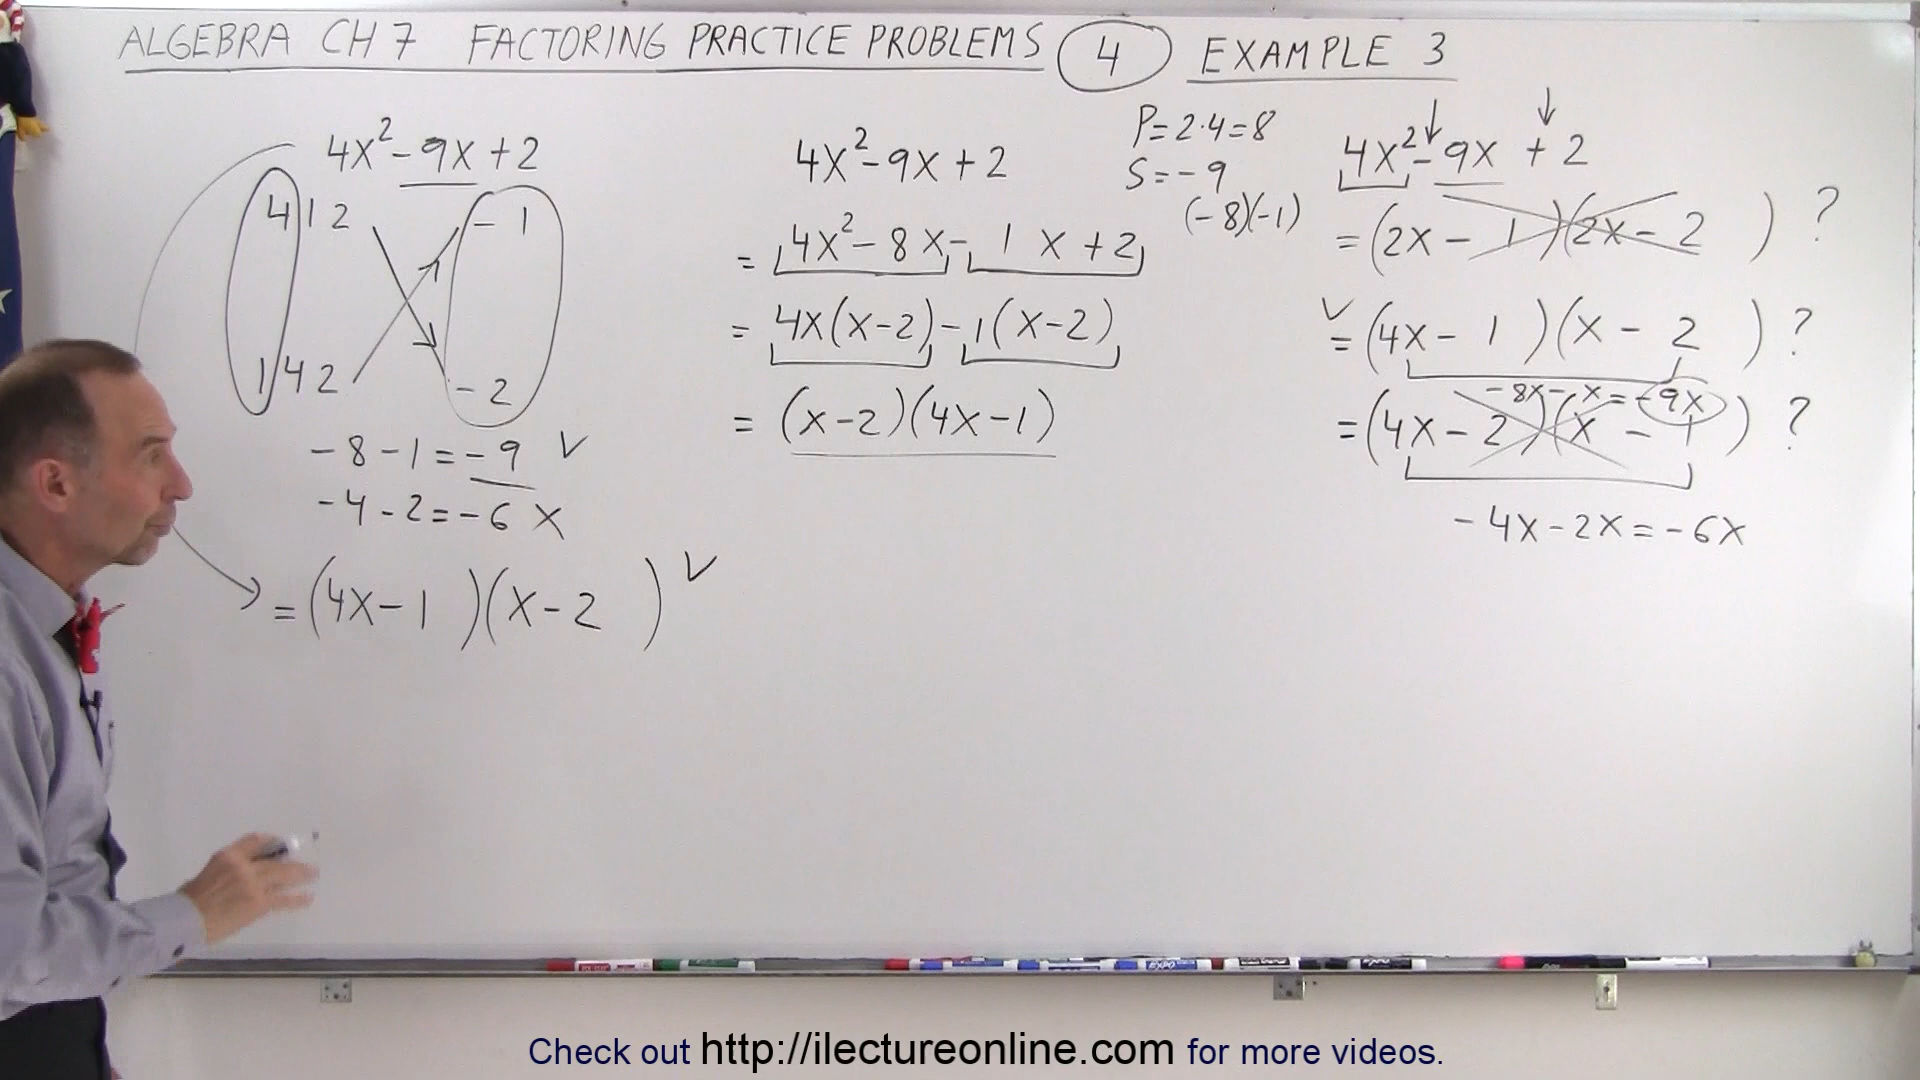 ALGEBRA CH 7 FACTORING PRACTICE PROBLEMS 4 EXAMPLE 3
4x² - 9x + 2
4 1 2 - 1
1 4 2 - 2
- 8 - 1 = - 9 ✓
- 4 - 2 = - 6 X
= (4x - 1 )(x - 2 ) ✓
4x² - 9x + 2
P = 2·4 = 8
S = - 9
(- 8)(- 1)
= 4x² - 8x - 1 x + 2
= 4x(x - 2) - 1(x - 2)
= (x - 2)(4x - 1)
4x² - 9x + 2
= (2x - 1 )(2x - 2 ) ?
✓ = (4x - 1 )(x - 2 ) ?
- 8x - x = - 9x
= (4x - 2 )(x - 1 ) ?
- 4x - 2x = - 6x
Check out http://ilectureonline.com for more videos.